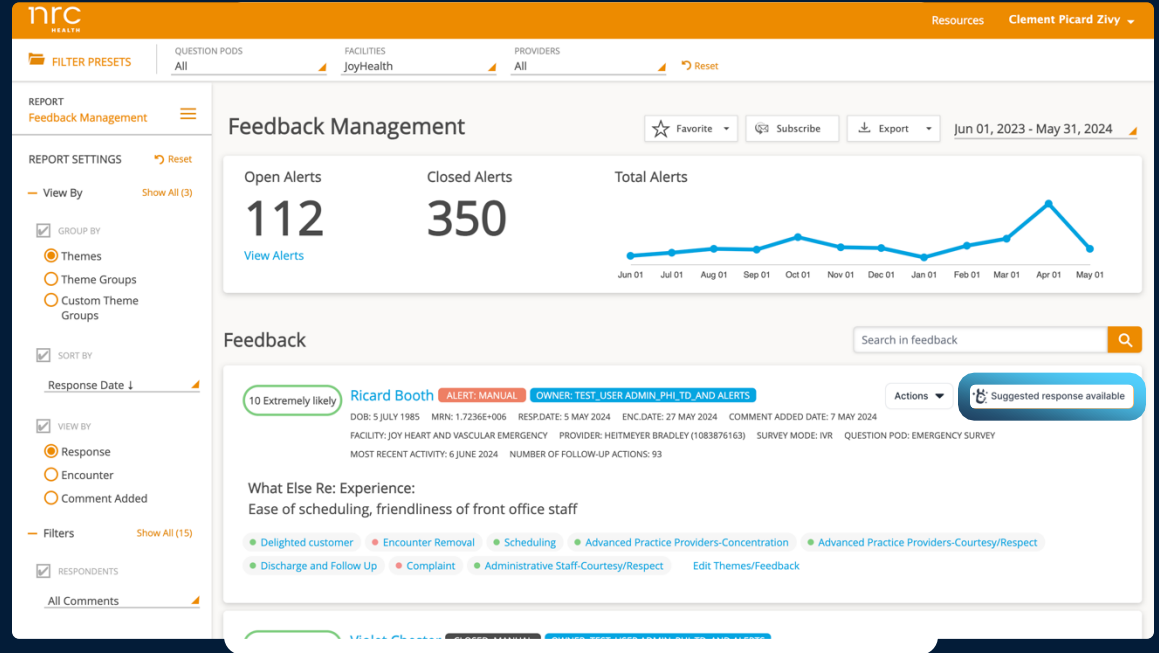 nrc
HEALTH
Resources
Clement Picard Zivy
FILTER PRESETS
QUESTION PODS
All
FACILITIES
JoyHealth
PROVIDERS
All
Reset
REPORT
Feedback Management
REPORT SETTINGS
Reset
View By
Show All (3)
GROUP BY
Themes
Theme Groups
Custom Theme
Groups
SORT BY
Response Date ↓
VIEW BY
Response
Encounter
Comment Added
Filters
Show All (15)
RESPONDENTS
All Comments
Feedback Management
Favorite
Subscribe
Export
Jun 01, 2023 - May 31, 2024
Open Alerts
112
View Alerts
Closed Alerts
350
Total Alerts
Jun 01 Jul 01 Aug 01 Sep 01 Oct 01 Nov 01 Dec 01 Jan 01 Feb 01 Mar 01 Apr 01 May 01
Feedback
Search in feedback
10 Extremely likely
Ricard Booth ALERT: MANUAL OWNER: TEST_USER ADMIN_PHI_TD_AND ALERTS
Actions
Suggested response available
DOB: 5 JULY 1985 MRN: 1.7236E+006 RESP.DATE: 5 MAY 2024 ENC.DATE: 27 MAY 2024 COMMENT ADDED DATE: 7 MAY 2024
FACILITY: JOY HEART AND VASCULAR EMERGENCY PROVIDER: HEITMEYER BRADLEY (1083876163) SURVEY MODE: IVR QUESTION POD: EMERGENCY SURVEY
MOST RECENT ACTIVITY: 6 JUNE 2024 NUMBER OF FOLLOW-UP ACTIONS: 93
What Else Re: Experience:
Ease of scheduling, friendliness of front office staff
Delighted customer Encounter Removal Scheduling Advanced Practice Providers-Concentration Advanced Practice Providers-Courtesy/Respect
Discharge and Follow Up Complaint Administrative Staff-Courtesy/Respect Edit Themes/Feedback